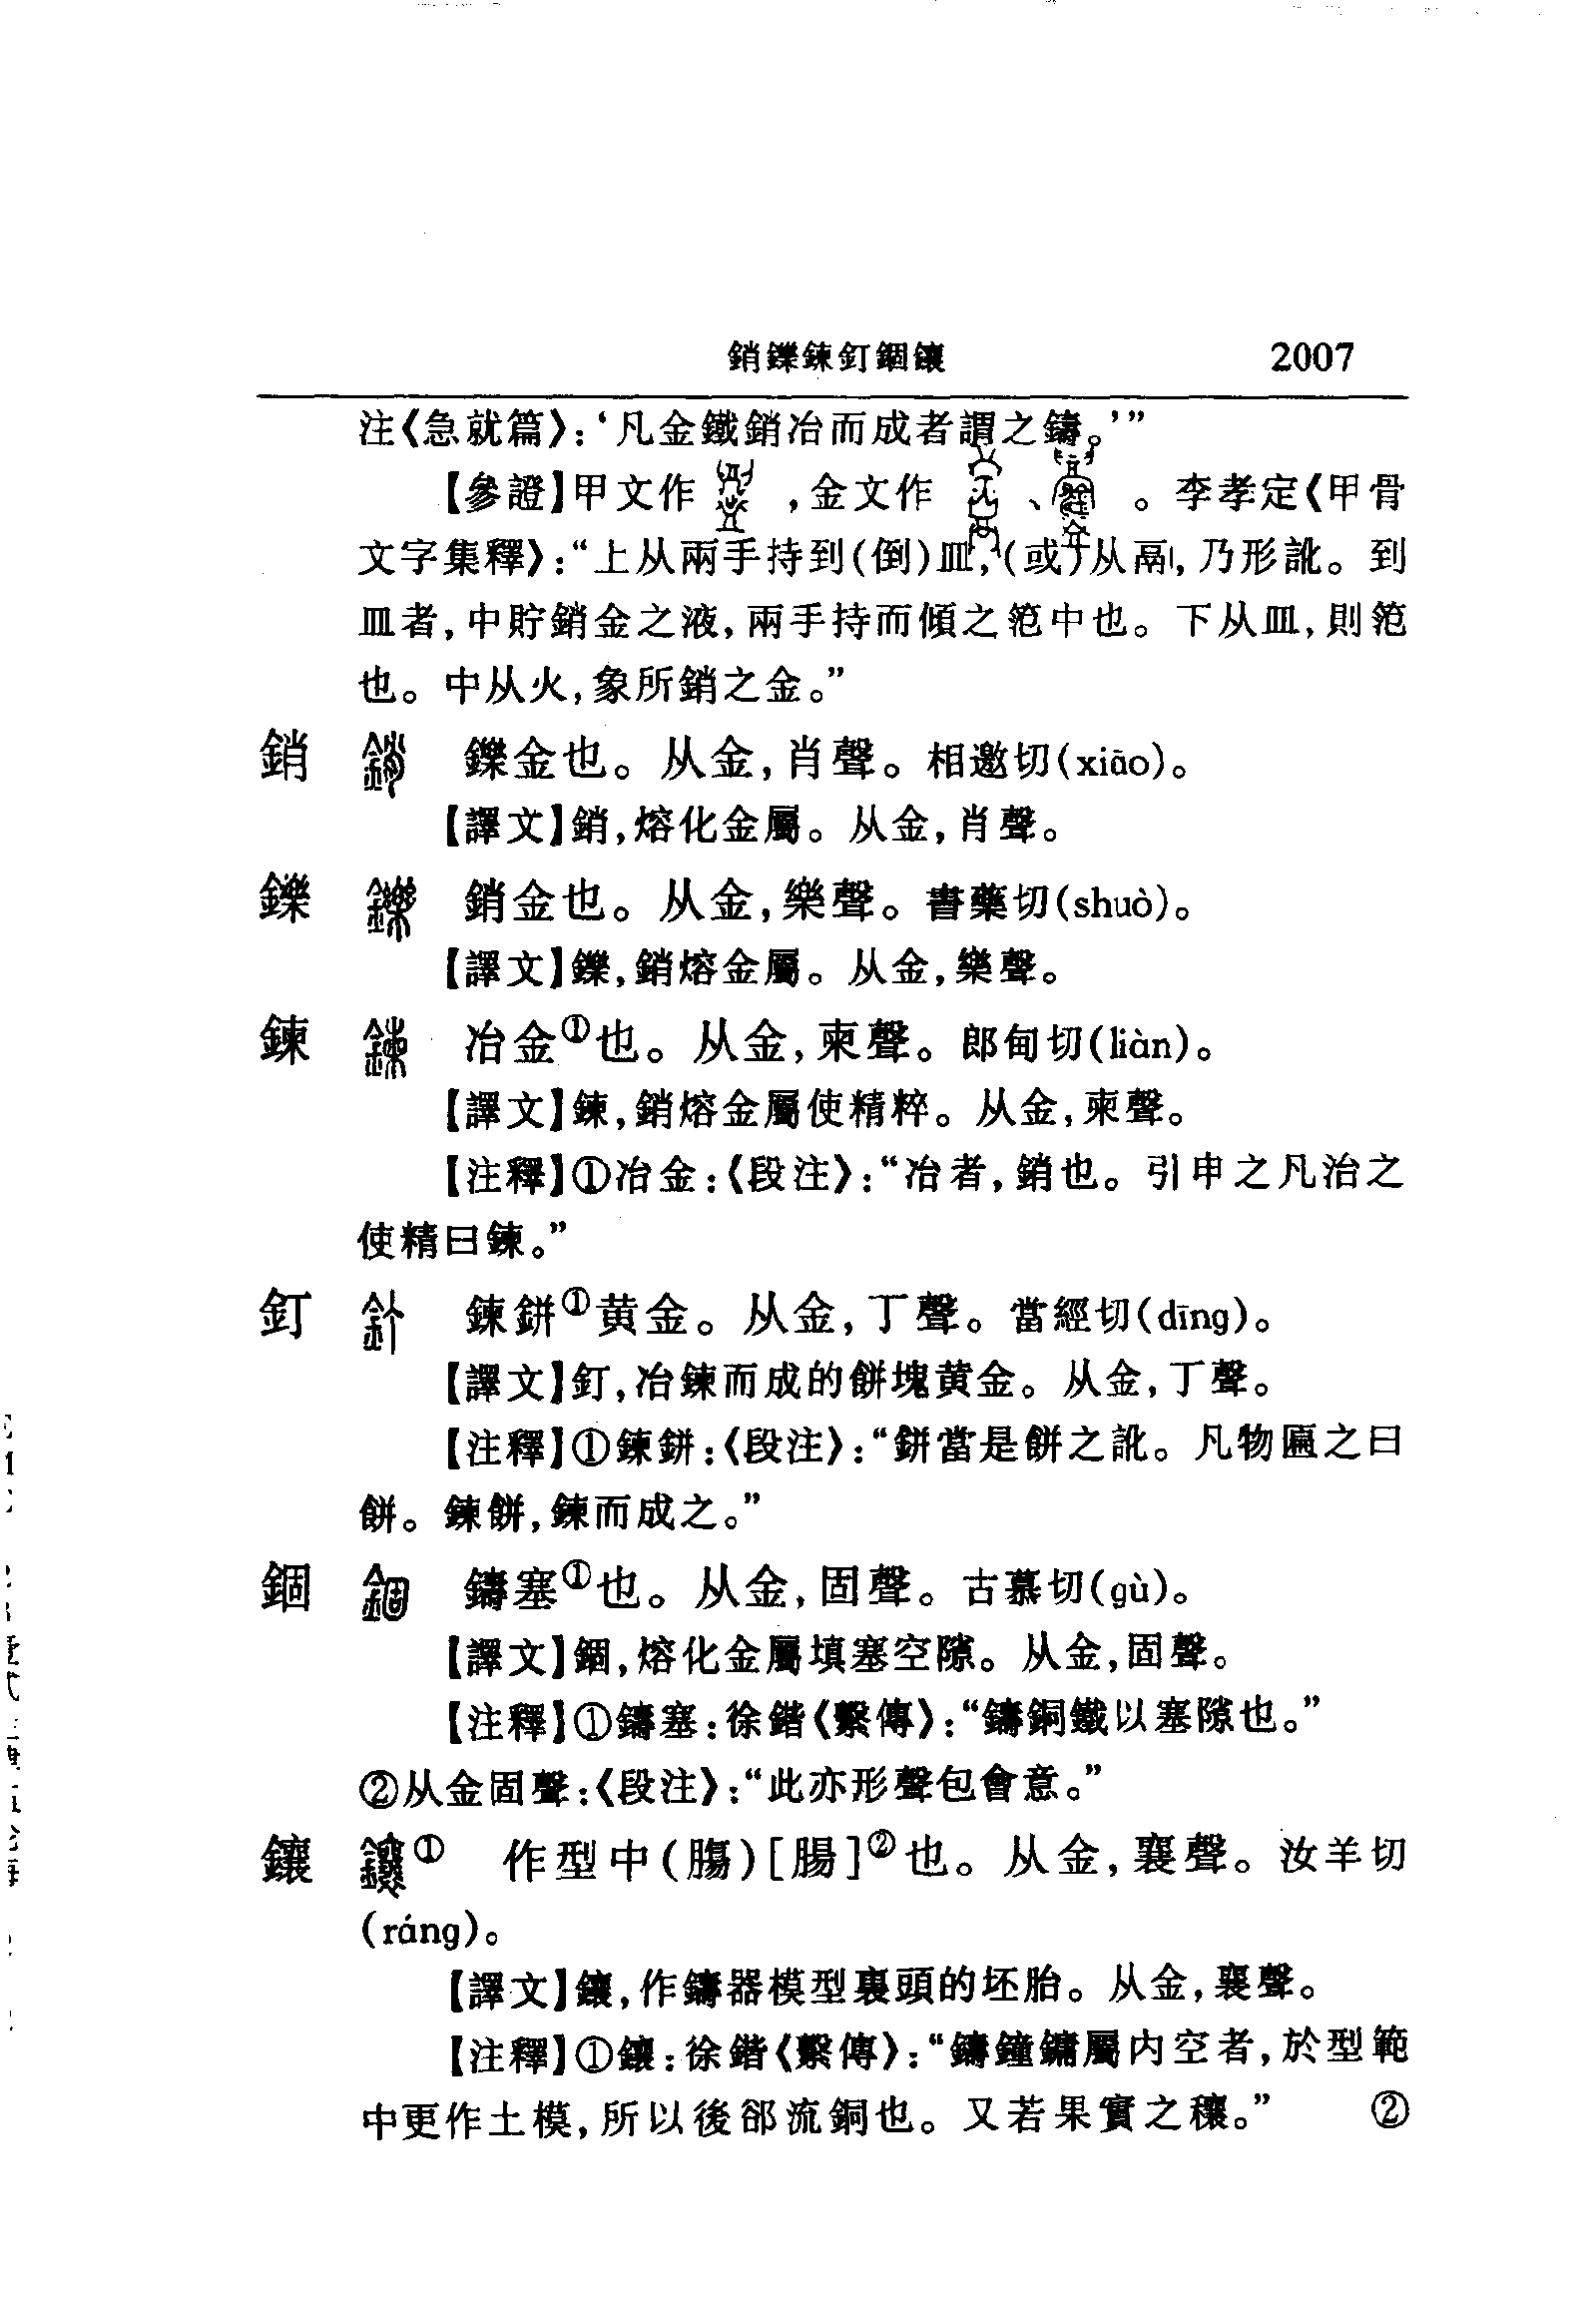 銷鑠鍊釘錮鑲 2007
注《急就篇》:‘凡金鐵銷冶而成者謂之鑄。’”
【參證】甲文作 ,金文作 、 。李孝定《甲骨
文字集釋》:“上从兩手持到(倒)皿,(或)从鬲,乃形訛。到
皿者,中貯銷金之液,兩手持而傾之笵中也。下从皿,則笵
也。中从火,象所銷之金。”
銷 鑠金也。从金,肖聲。相邀切(xiāo)。
【譯文】銷,熔化金屬。从金,肖聲。
鑠 銷金也。从金,樂聲。書藥切(shuò)。
【譯文】鑠,銷熔金屬。从金,樂聲。
鍊 冶金①也。从金,柬聲。郎甸切(liàn)。
【譯文】鍊,銷熔金屬使精粹。从金,柬聲。
【注釋】①冶金:《段注》:“冶者,銷也。引申之凡治之
使精曰鍊。”
釘 鍊鉼①黄金。从金,丁聲。當經切(dīng)。
【譯文】釘,冶鍊而成的餅塊黄金。从金,丁聲。
【注釋】①鍊鉼:《段注》:“鉼當是餅之訛。凡物匾之曰
餅。鍊餅,鍊而成之。”
錮 鑄塞①也。从金,固聲。古慕切(gù)。
【譯文】錮,熔化金屬填塞空隙。从金,固聲。
【注釋】①鑄塞:徐鍇《繫傳》:“鑄銅鐵以塞隙也。”
②从金固聲:《段注》:“此亦形聲包會意。”
鑲 ① 作型中(膓)[腸]②也。从金,襄聲。汝羊切
(ráng)。
【譯文】鑲,作鑄器模型裏頭的坯胎。从金,襄聲。
【注釋】①鑲:徐鍇《繫傳》:“鑄鐘鏞屬内空者,於型範
中更作土模,所以後郤流銅也。又若果實之穰。” ②